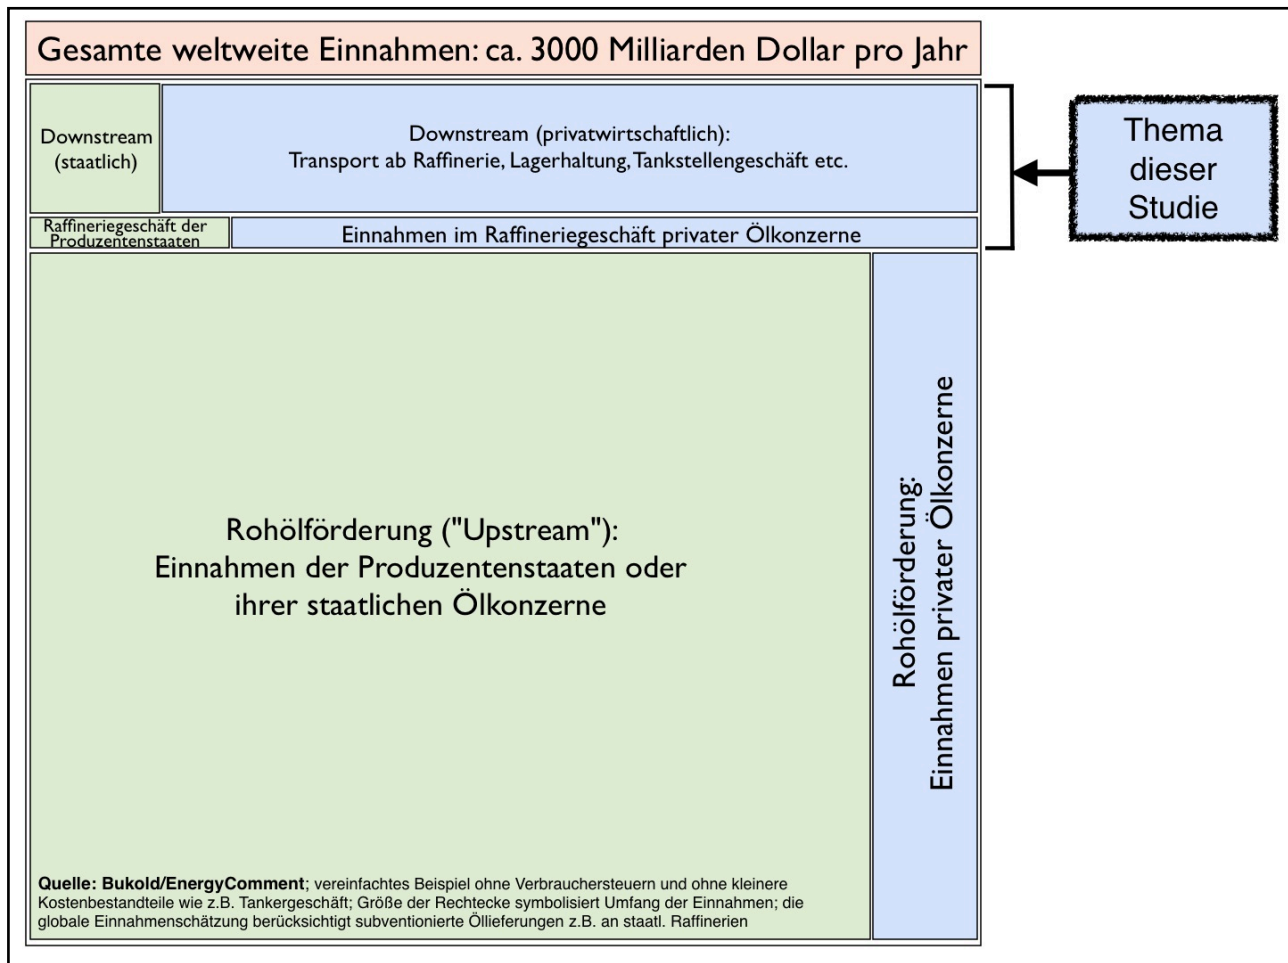 Gesamte weltweite Einnahmen: ca. 3000 Milliarden Dollar pro Jahr
Downstream
(staatlich)
Downstream (privatwirtschaftlich):
Transport ab Raffinerie, Lagerhaltung, Tankstellengeschäft etc.
Thema
dieser
Studie
Raffineriegeschäft der
Produzentenstaaten
Einnahmen im Raffineriegeschäft privater Ölkonzerne
Rohölförderung ("Upstream"):
Einnahmen der Produzentenstaaten oder
ihrer staatlichen Ölkonzerne
Rohölförderung:
Einnahmen privater Ölkonzerne
Quelle: Bukold/EnergyComment; vereinfachtes Beispiel ohne Verbrauchersteuern und ohne kleinere
Kostenbestandteile wie z.B. Tankergeschäft; Größe der Rechtecke symbolisiert Umfang der Einnahmen; die
globale Einnahmenschätzung berücksichtigt subventionierte Öllieferungen z.B. an staatl. Raffinerien